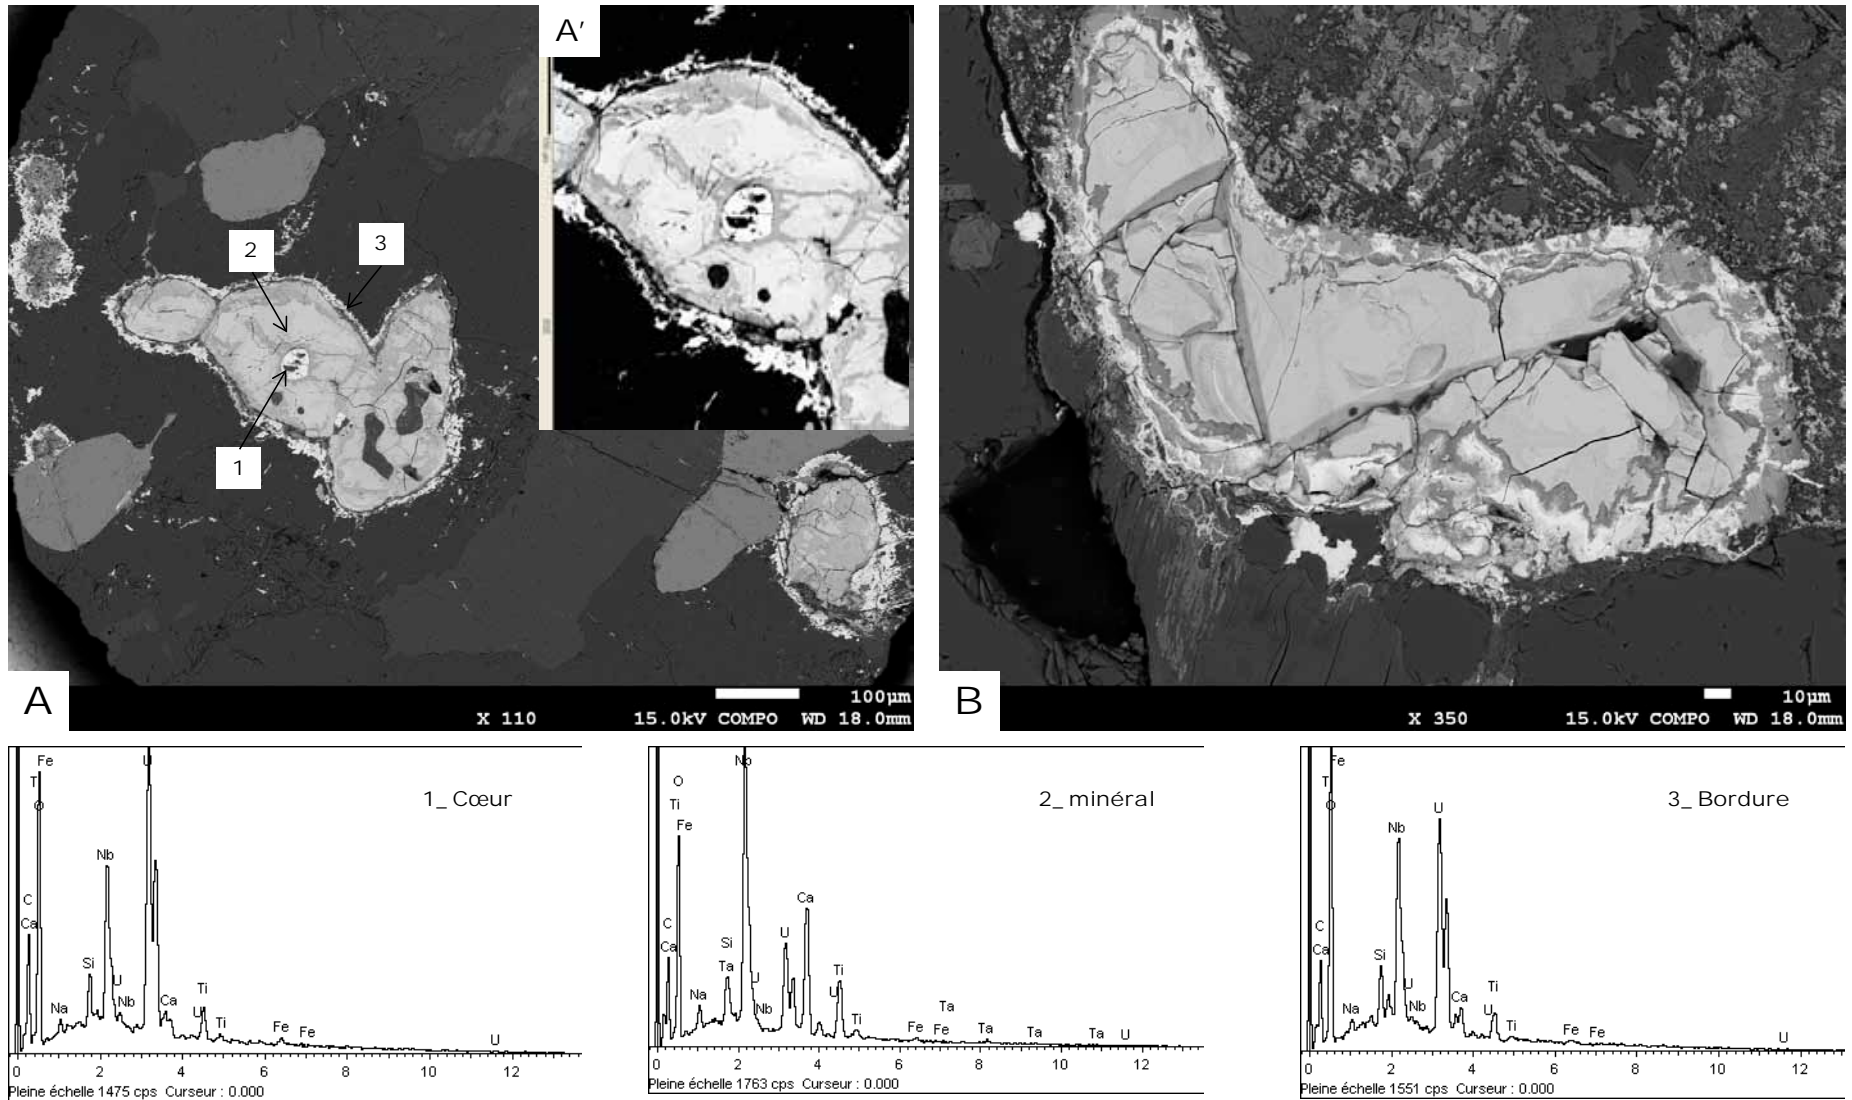 A'
2
3
1
A
100µm
X 110 15.0kV COMPO WD 18.0mm
B
10µm
X 350 15.0kV COMPO WD 18.0mm
1_ Cœur
Fe
T
O
C
Ca
Na
Si
Nb
U
Nb
U
Ca
U
Ti
Ti
Fe
Fe
U
0 2 4 6 8 10 12
Pleine échelle 1475 cps Curseur : 0.000
2_ minéral
Nb
O
Ti
Fe
C
Ca
Na
Si
Ta
U
Nb
U
Ca
U
Ti
Ti
Fe
Ta
Fe
Ta
Ta
Ta
U
0 2 4 6 8 10 12
Pleine échelle 1763 cps Curseur : 0.000
3_ Bordure
Fe
T
O
C
Ca
Na
Si
Nb
U
Nb
U
Ca
U
Ti
Ti
Fe
Fe
U
0 2 4 6 8 10 12
Pleine échelle 1551 cps Curseur : 0.000